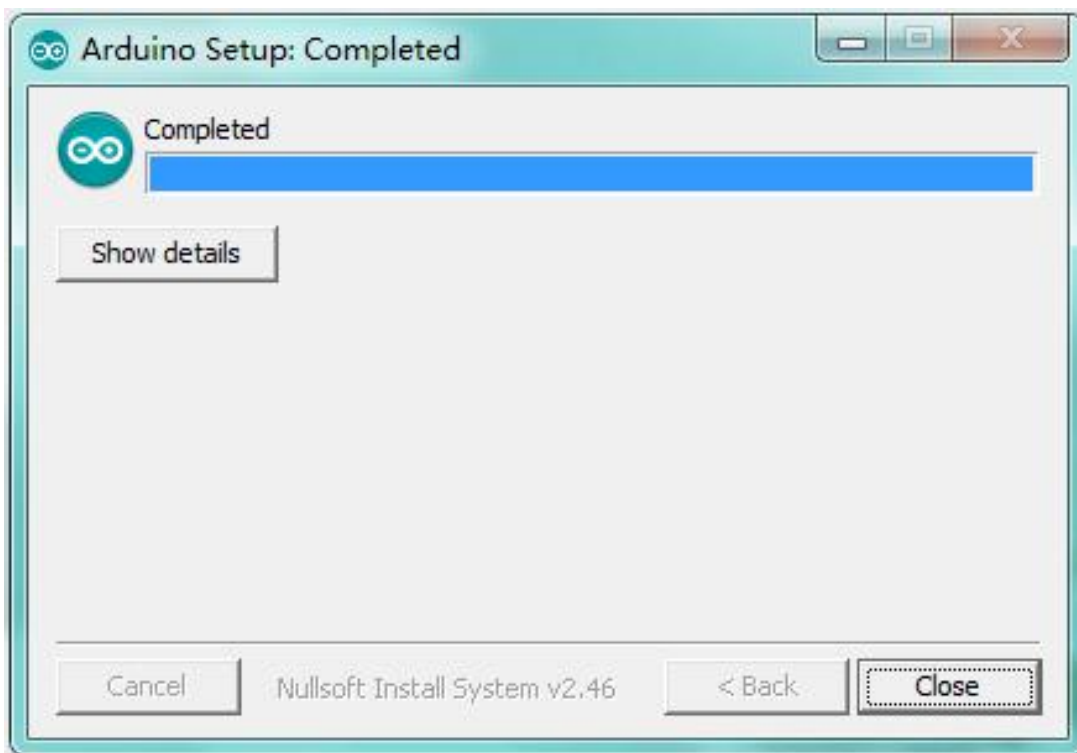 Arduino Setup: Completed
Completed
Show details
Cancel
Nullsoft Install System v2.46
< Back
Close